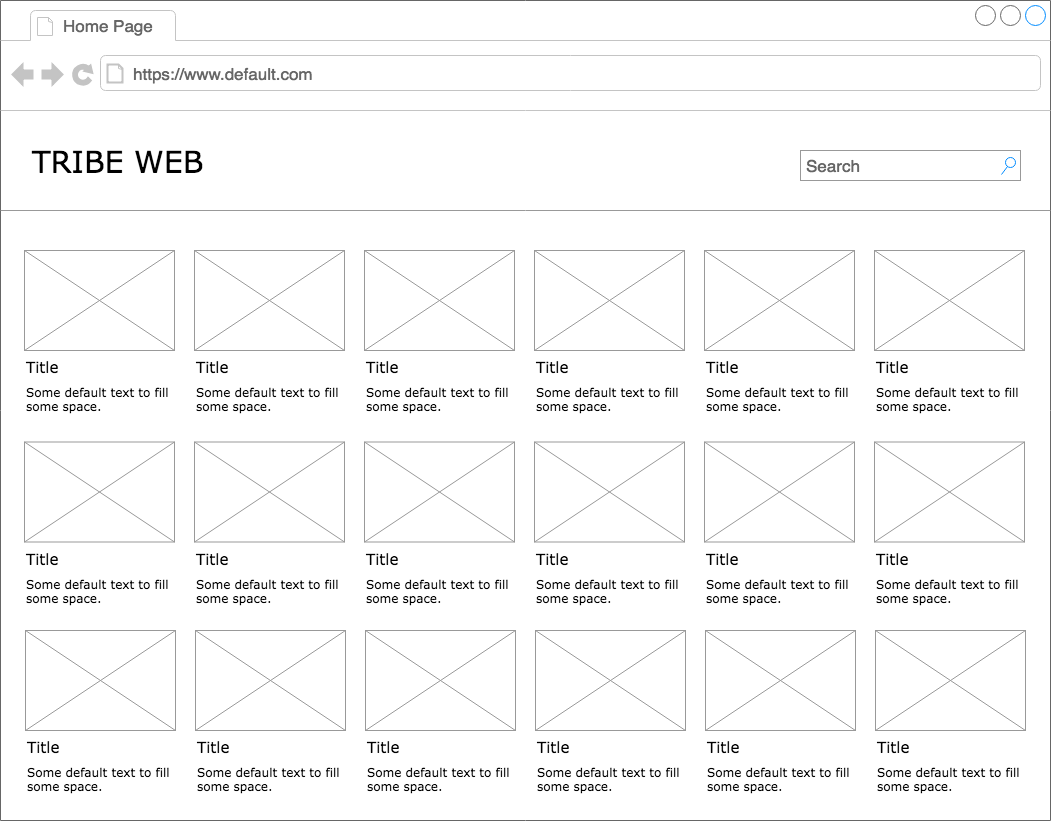 Home Page
https://www.default.com
TRIBE WEB
Search
Title Title Title Title Title Title
Some default text to fill Some default text to fill Some default text to fill Some default text to fill Some default text to fill Some default text to fill
some space. some space. some space. some space. some space. some space.
Title Title Title Title Title Title
Some default text to fill Some default text to fill Some default text to fill Some default text to fill Some default text to fill Some default text to fill
some space. some space. some space. some space. some space. some space.
Title Title Title Title Title Title
Some default text to fill Some default text to fill Some default text to fill Some default text to fill Some default text to fill Some default text to fill
some space. some space. some space. some space. some space. some space.